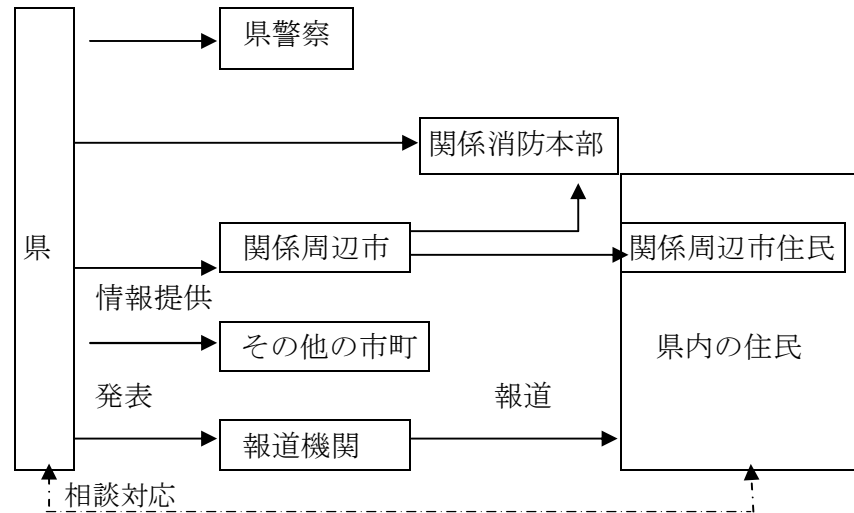 県警察
関係消防本部
県
関係周辺市
関係周辺市住民
情報提供
その他の市町
県内の住民
発表
報道
報道機関
相談対応